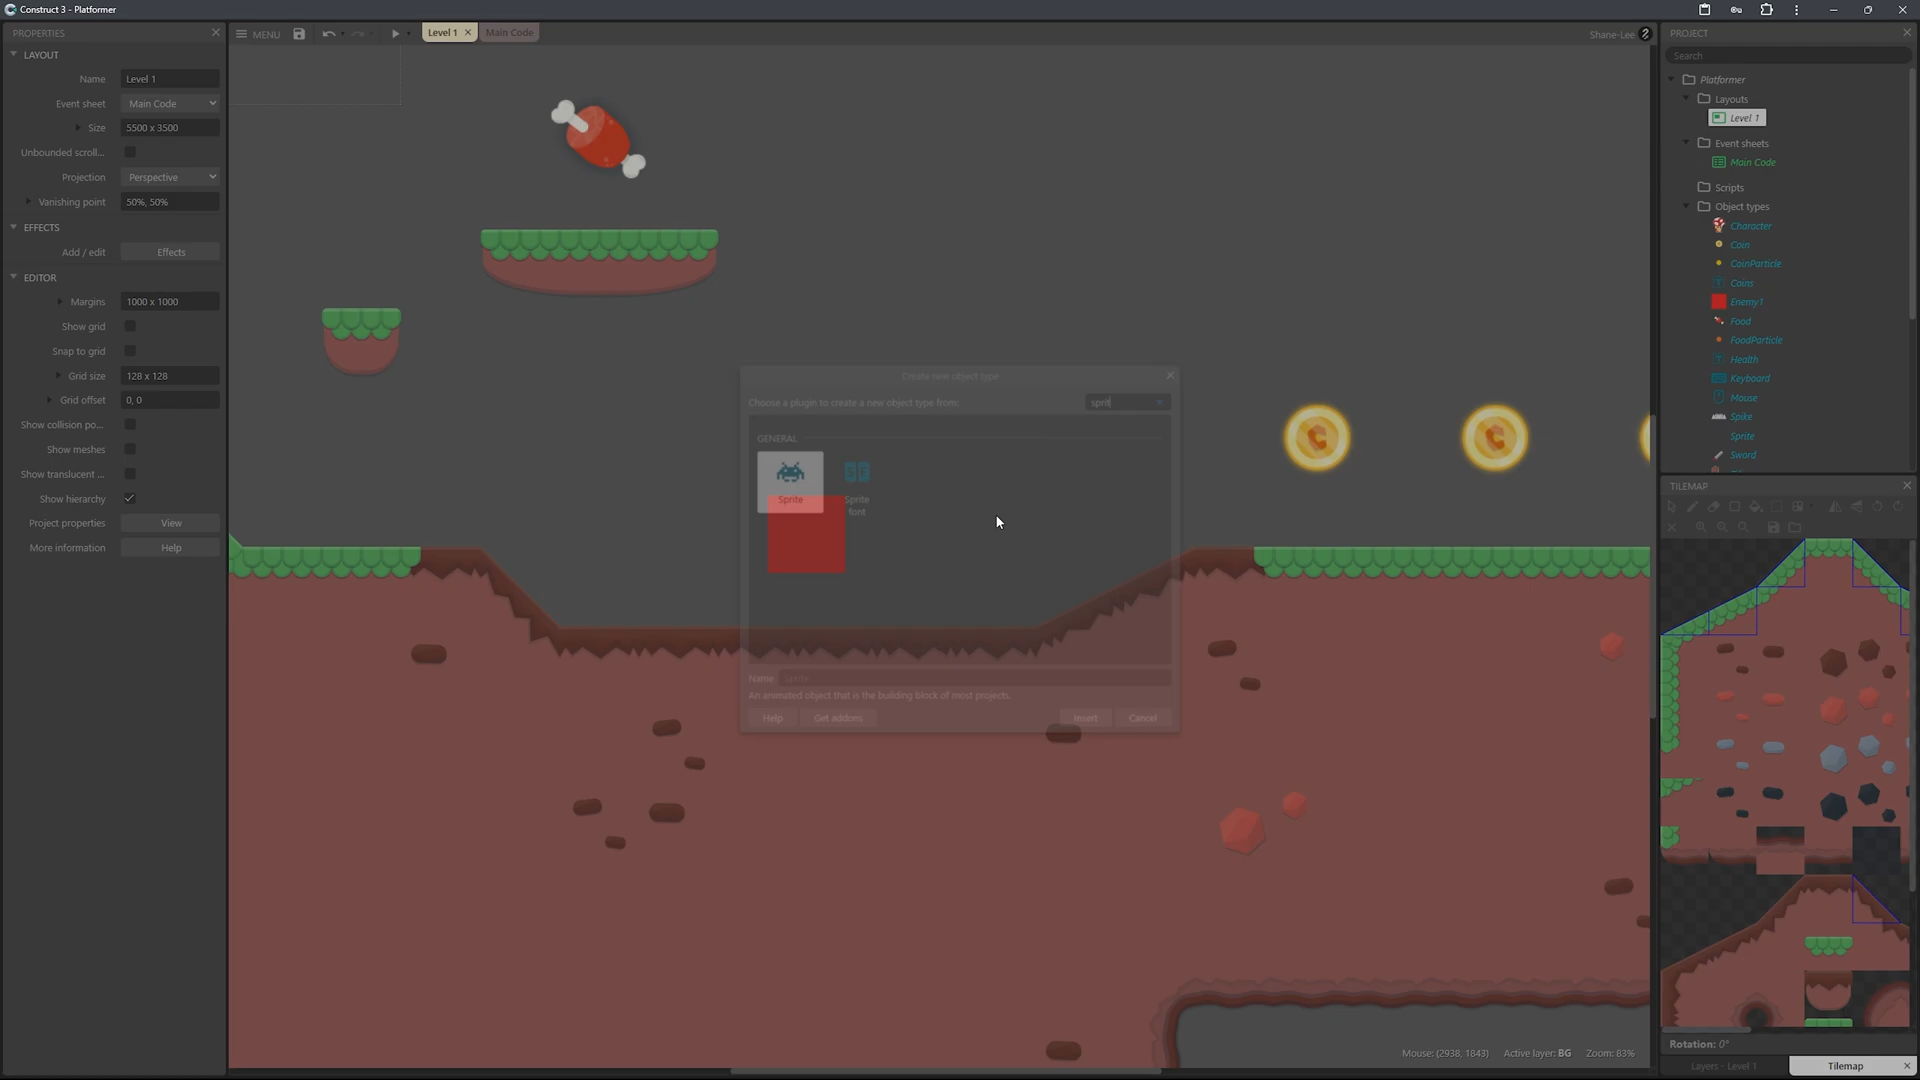 Construct 3 - Platformer
PROPERTIES
LAYOUT
Name Level 1
Event sheet Main Code
Size 5500 x 3500
Unbounded scroll...
Projection Perspective
Vanishing point 50%, 50%
EFFECTS
Add / edit Effects
EDITOR
Margins 1000 x 1000
Show grid
Snap to grid
Grid size 128 x 128
Grid offset 0, 0
Show collision po...
Show meshes
Show translucent ...
Show hierarchy
Project properties View
More information Help
MENU
Level 1
Main Code
Shane-Lee
Create new object type
Choose a plugin to create a new object type from:
sprit
GENERAL
Sprite
Sprite font
Name Sprite
An animated object that is the building block of most projects.
Help Get addons Insert Cancel
Mouse: (2938, 1843) Active layer: BG Zoom: 83%
PROJECT
Search
Platformer
Layouts
Level 1
Event sheets
Main Code
Scripts
Object types
Character
Coin
CoinParticle
Coins
Enemy1
Food
FoodParticle
Health
Keyboard
Mouse
Spike
Sprite
Sword
TILEMAP
Rotation: 0°
Layers - Level 1
Tilemap